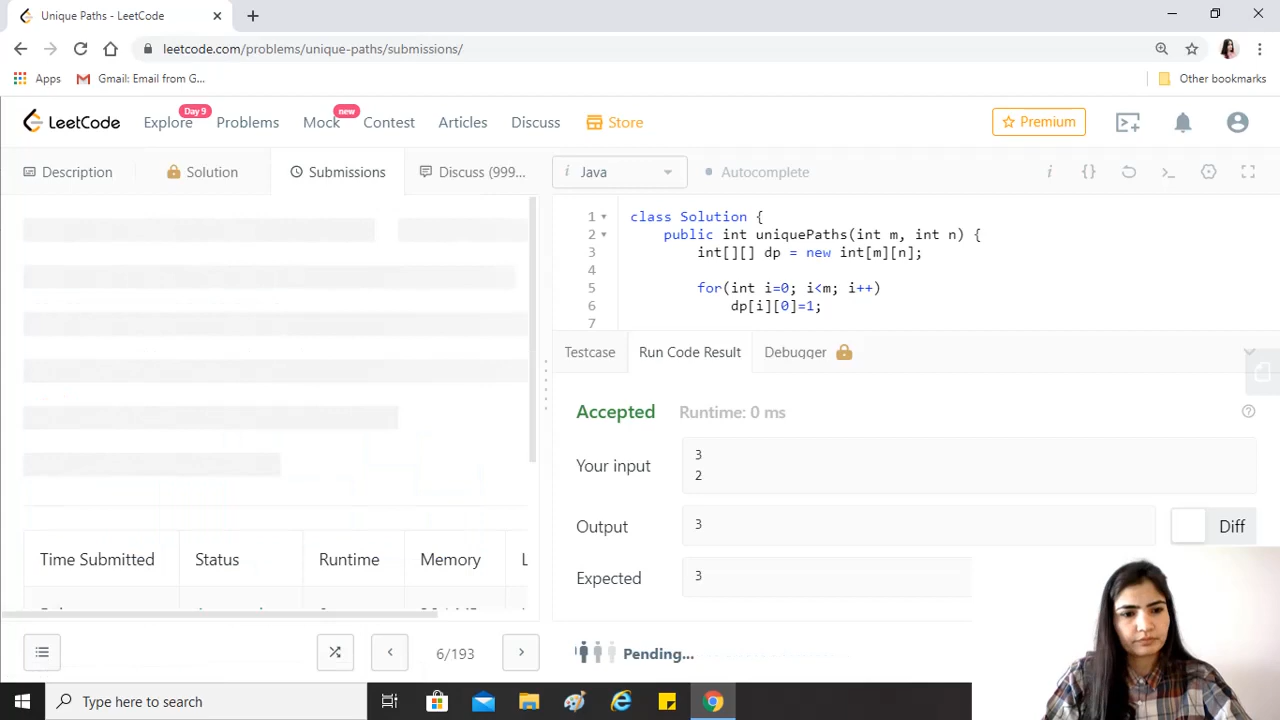 Unique Paths - LeetCode
leetcode.com/problems/unique-paths/submissions/
Apps
Gmail: Email from G...
Other bookmarks
LeetCode
Explore
Day 9
Problems
Mock
new
Contest
Articles
Discuss
Store
Premium
Description
Solution
Submissions
Discuss (999...
i Java
Autocomplete
i {}
1 class Solution {
2 public int uniquePaths(int m, int n) {
3 int[][] dp = new int[m][n];
4
5 for(int i=0; i<m; i++)
6 dp[i][0]=1;
7
Testcase
Run Code Result
Debugger
Accepted
Runtime: 0 ms
Your input
3
2
Output
3
Diff
Expected
3
Time Submitted
Status
Runtime
Memory
L
6/193
Pending...
Type here to search